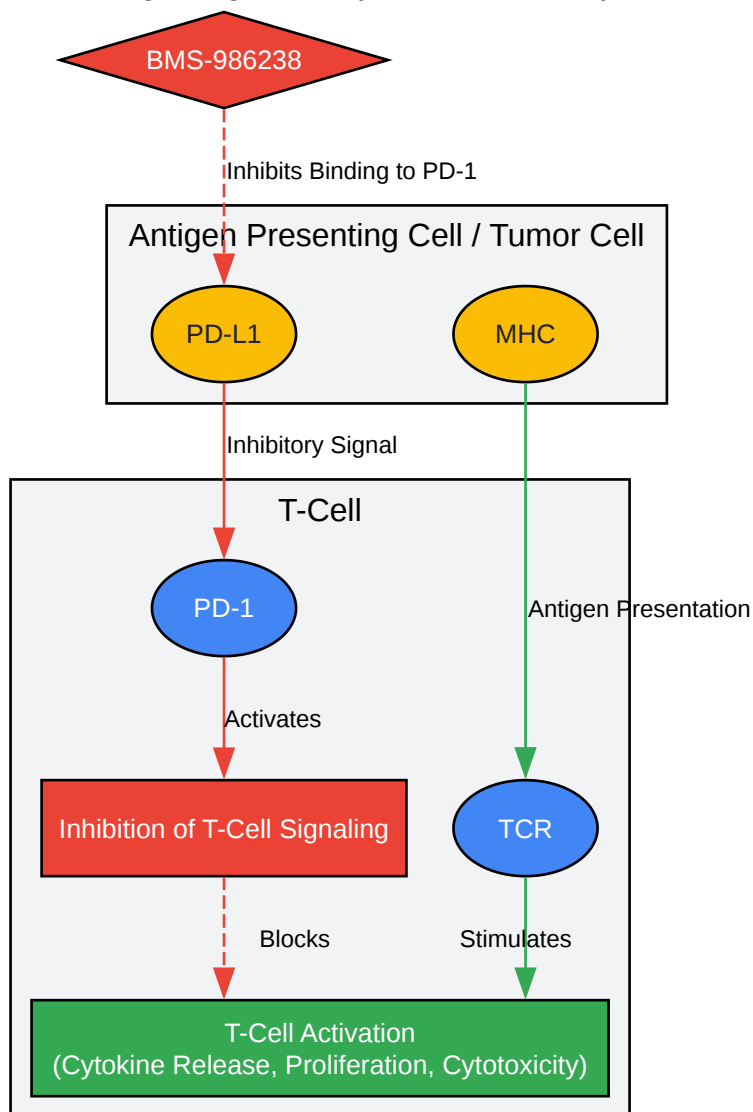 BMS-986238
Inhibits Binding to PD-1
Antigen Presenting Cell / Tumor Cell
PD-L1
MHC
Inhibitory Signal
T-Cell
PD-1
Antigen Presentation
Activates
Inhibition of T-Cell Signaling
TCR
Blocks
Stimulates
T-Cell Activation
(Cytokine Release, Proliferation, Cytotoxicity)